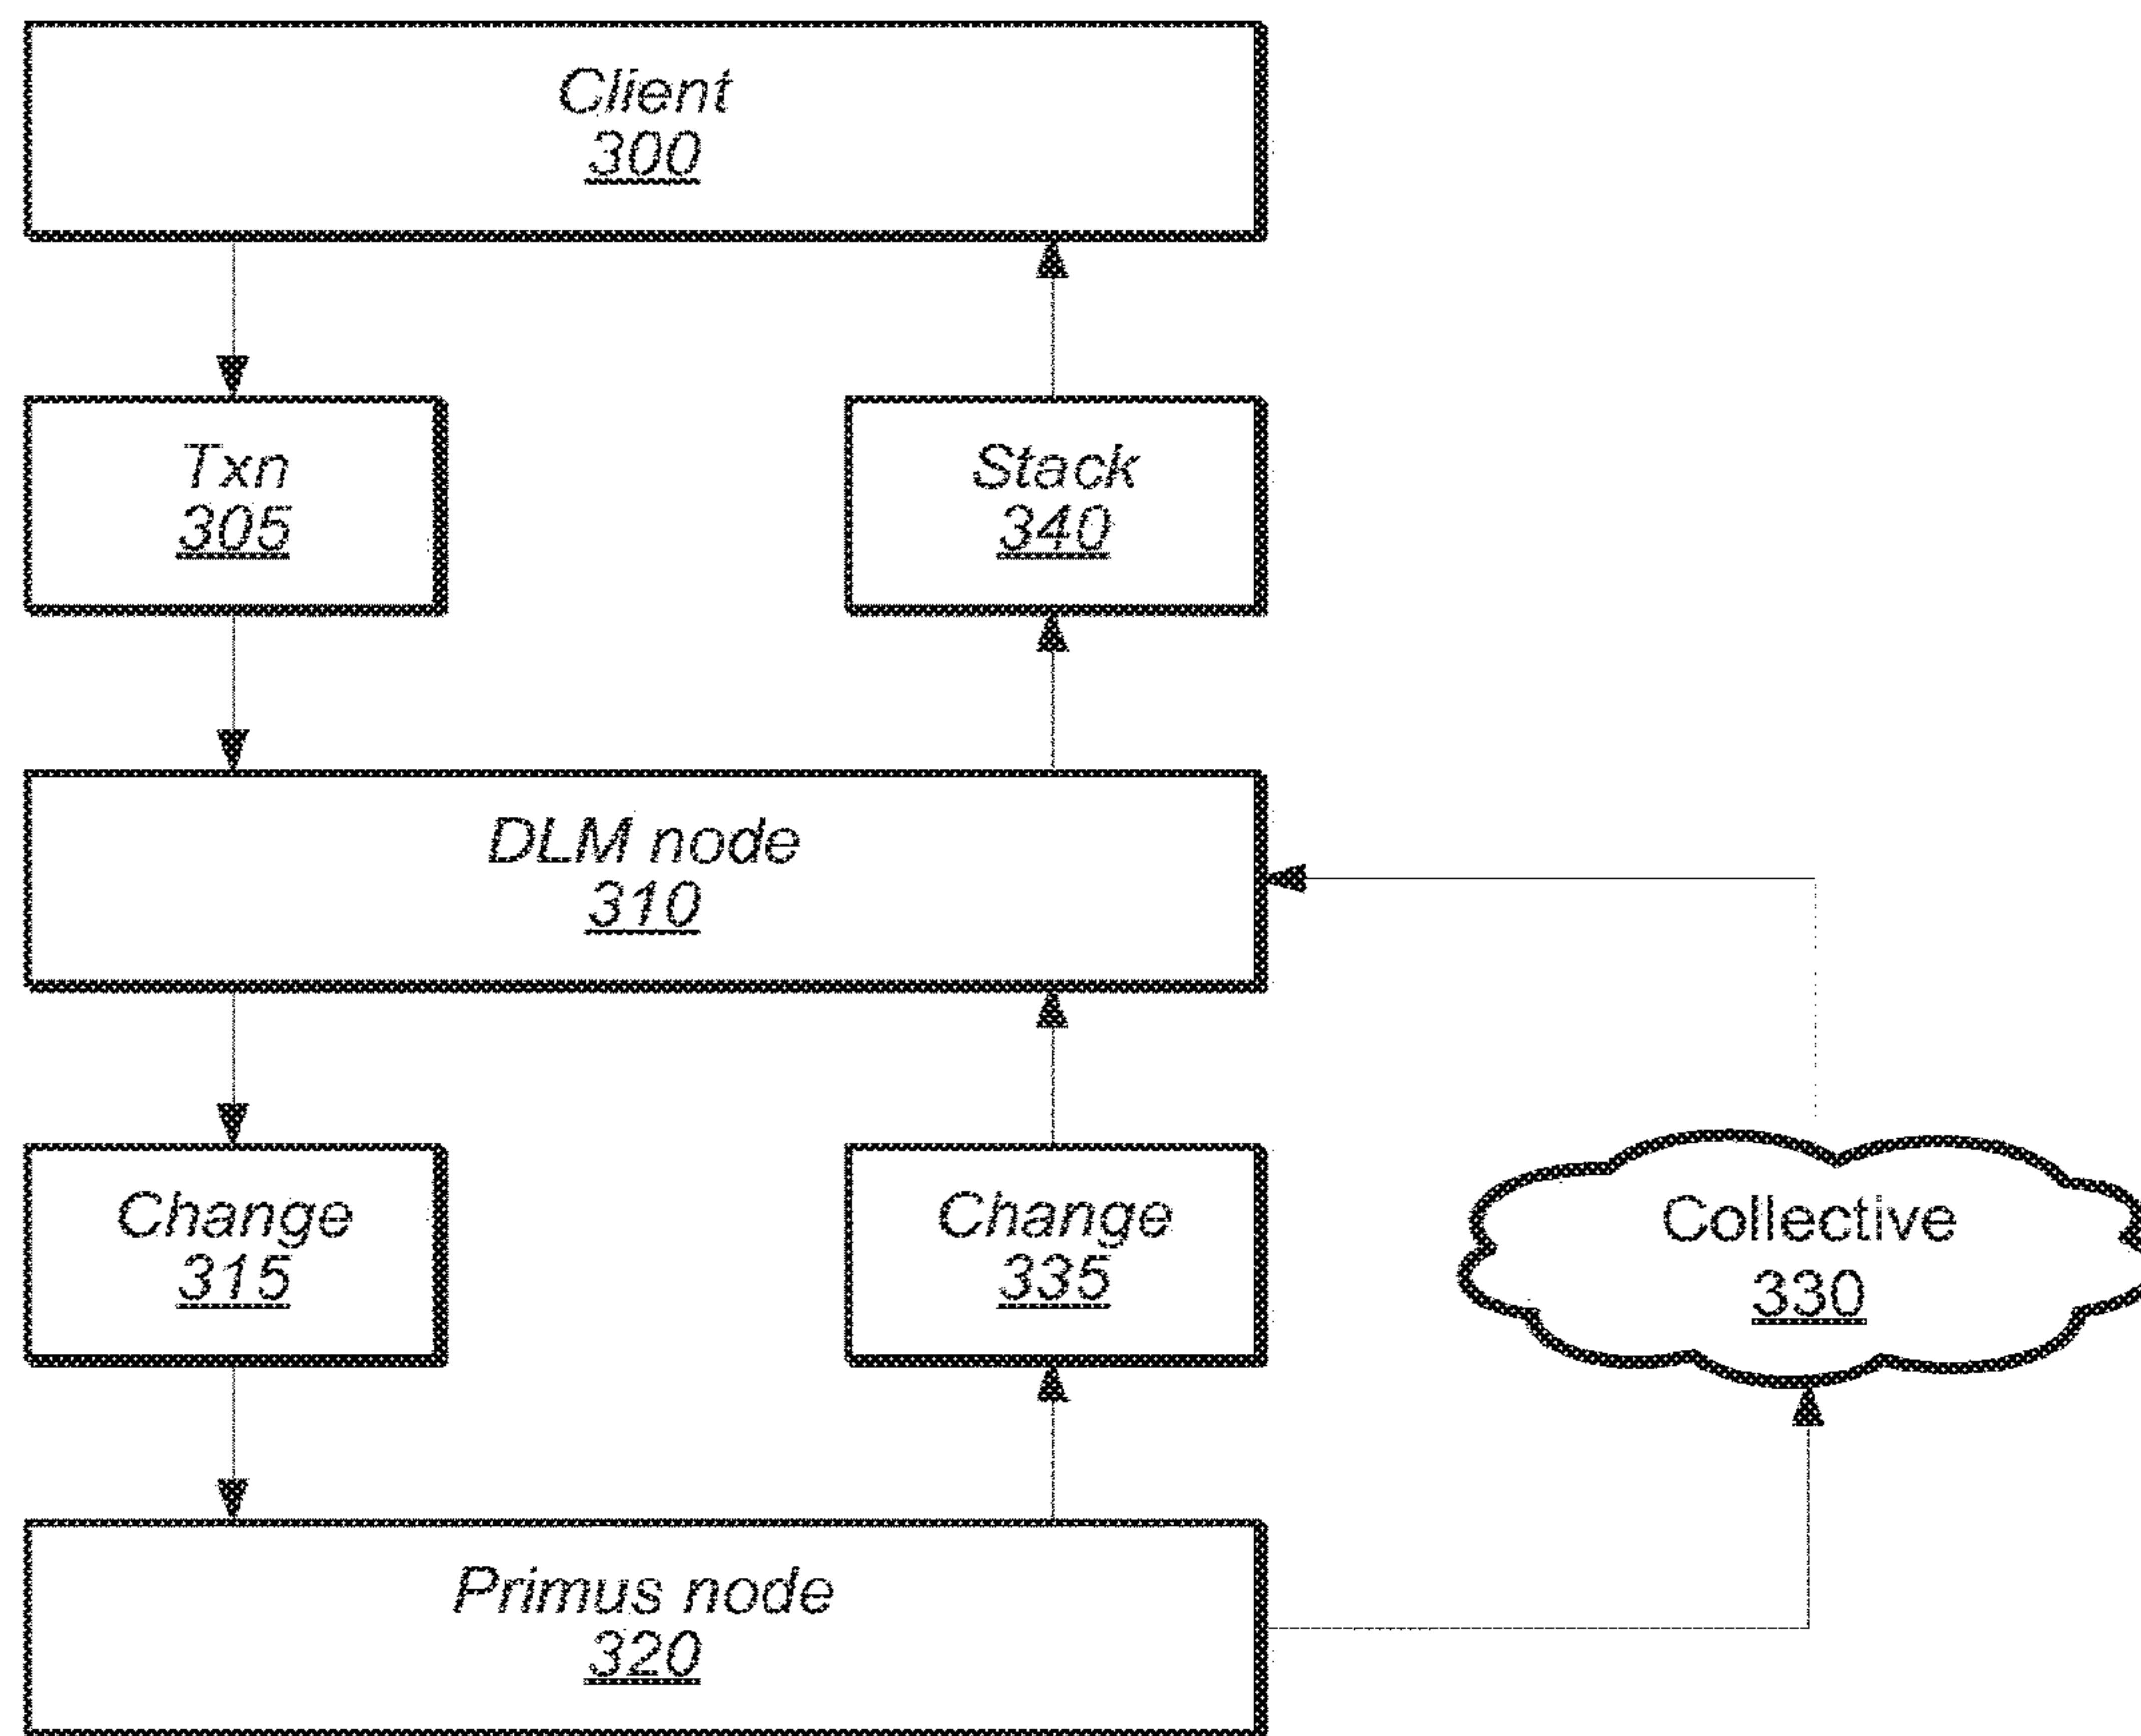 Client
300
Txn
305
Stack
340
DLM node
310
Change
315
Change
335
Collective
330
Primus node
320